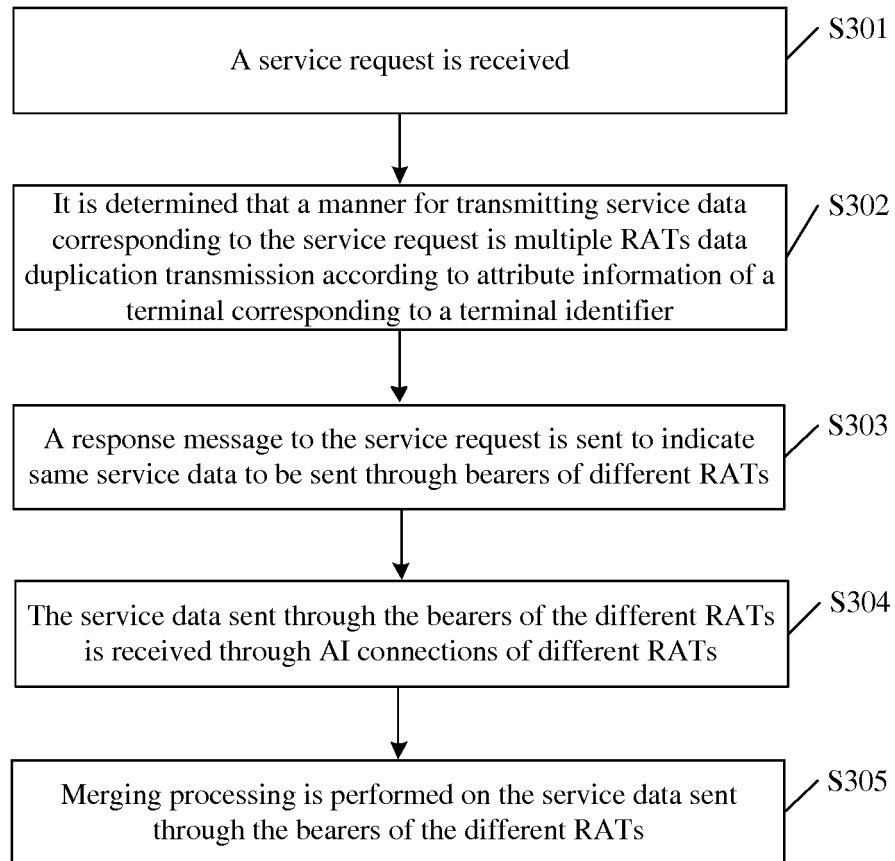 A service request is received
S301
It is determined that a manner for transmitting service data
corresponding to the service request is multiple RATs data
duplication transmission according to attribute information of a
terminal corresponding to a terminal identifier
S302
A response message to the service request is sent to indicate
same service data to be sent through bearers of different RATs
S303
The service data sent through the bearers of the different RATs
is received through AI connections of different RATs
S304
Merging processing is performed on the service data sent
through the bearers of the different RATs
S305